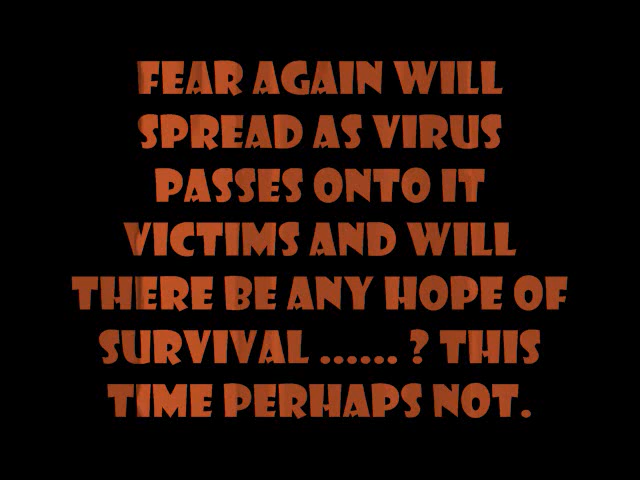 FEAR AGAIN WILL
SPREAD AS VIRUS
PASSES ONTO IT
VICTIMS AND WILL
THERE BE ANY HOPE OF
SURVIVAL ...... ? THIS
TIME PERHAPS NOT.